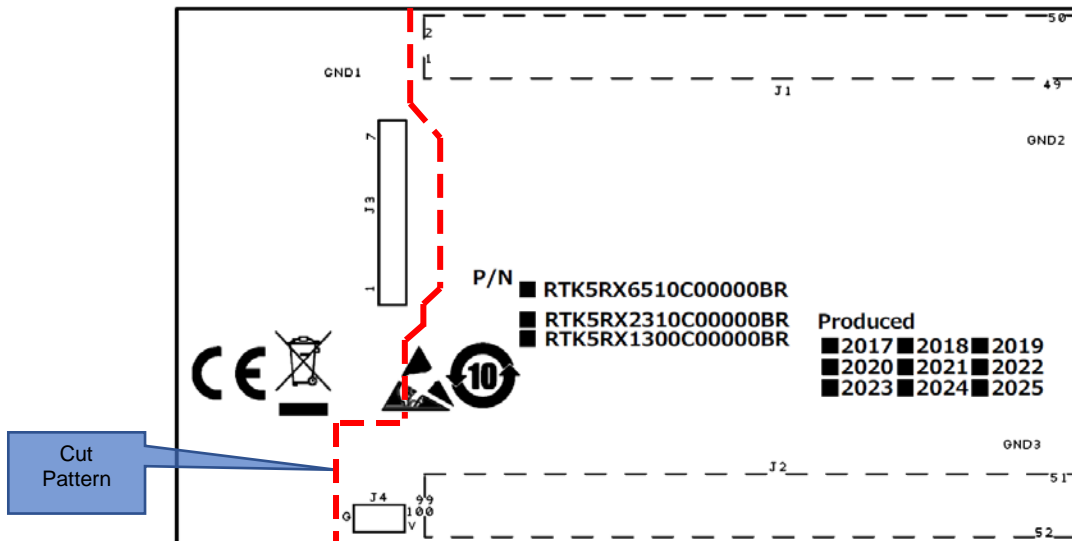 50
2
1
GND1
J1
49
7
GND2
J3
1
P/N
RTK5RX6510C00000BR
RTK5RX2310C00000BR
RTK5RX1300C00000BR
Produced
2017 2018 2019
2020 2021 2022
2023 2024 2025
CE
10
Cut
Pattern
GND3
J2
51
J4
99
100
G
V
52